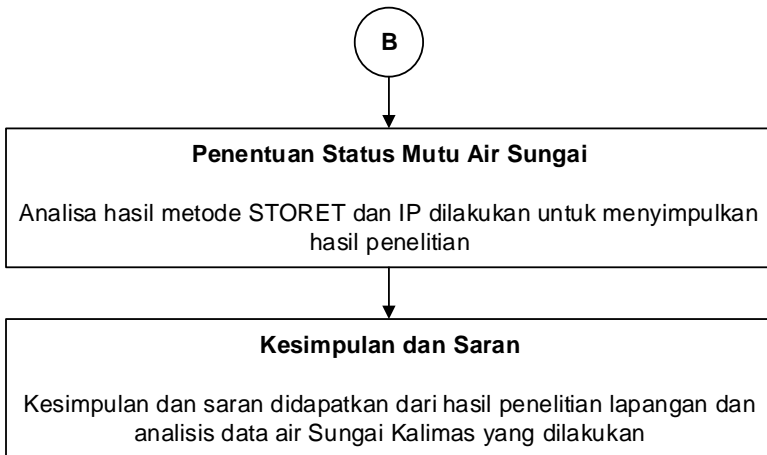 B
Penentuan Status Mutu Air Sungai
Analisa hasil metode STORET dan IP dilakukan untuk menyimpulkan
hasil penelitian
Kesimpulan dan Saran
Kesimpulan dan saran didapatkan dari hasil penelitian lapangan dan
analisis data air Sungai Kalimas yang dilakukan